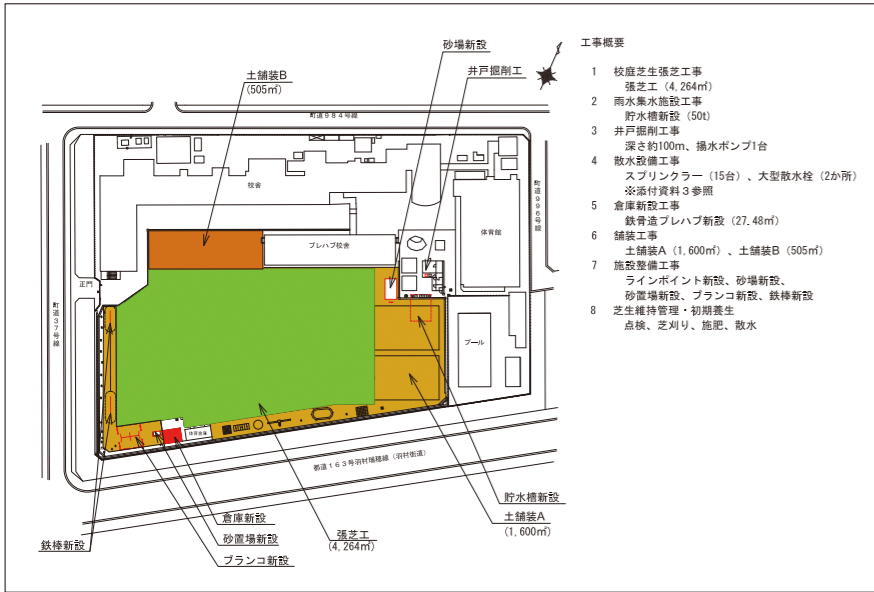 工事概要
1 校庭芝生張芝工事
張芝工(4,264㎡)
2 雨水集水施設工事
貯水槽新設(50t)
3 井戸掘削工事
深さ約100m、揚水ポンプ1台
4 散水設備工事
スプリンクラー(15台)、大型散水栓(2か所)
※添付資料3参照
5 倉庫新設工事
鉄骨造プレハブ新設(27.48㎡)
6 舗装工事
土舗装A(1,600㎡)、土舗装B(505㎡)
7 施設整備工事
ラインポイント新設、砂場新設、
砂置場新設、ブランコ新設、鉄棒新設
8 芝生維持管理・初期養生
点検、芝刈り、施肥、散水
砂場新設
井戸掘削工
土舗装B
(505㎡)
町道984号線
校舎
プレハブ校舎
体育館
町道996号線
正門
町道37号線
プール
体育倉庫
都道163号羽村瑞穂線(羽村街道)
貯水槽新設
土舗装A
(1,600㎡)
倉庫新設
砂置場新設
ブランコ新設
鉄棒新設
張芝工
(4,264㎡)